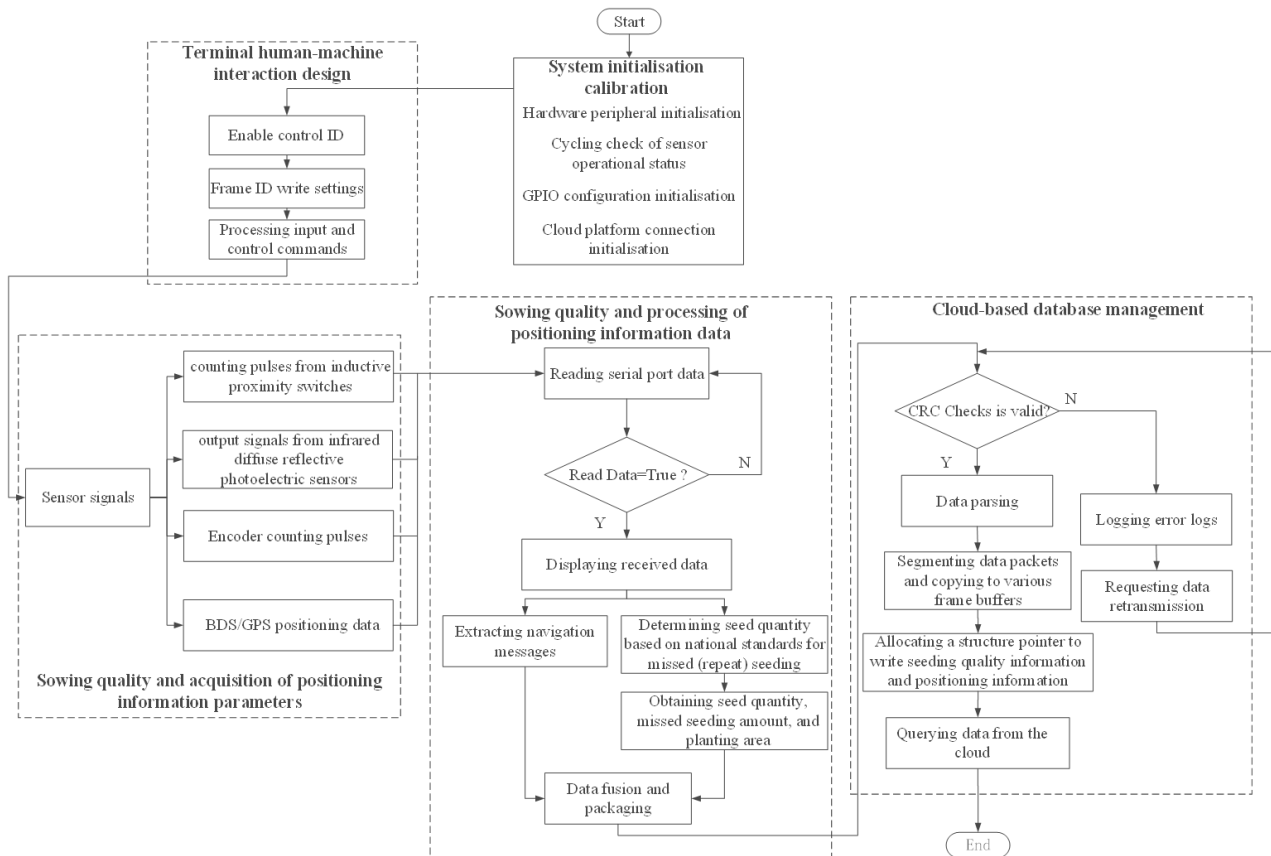 Start
System initialisation
calibration
Hardware peripheral initialisation
Cycling check of sensor
operational status
GPIO configuration initialisation
Cloud platform connection
initialisation
Terminal human-machine
interaction design
Enable control ID
Frame ID write settings
Processing input and
control commands
Sensor signals
counting pulses from inductive
proximity switches
output signals from infrared
diffuse reflective
photoelectric sensors
Encoder counting pulses
BDS/GPS positioning data
Sowing quality and acquisition of positioning
information parameters
Sowing quality and processing of
positioning information data
Reading serial port data
Read Data=True ?
N
Y
Displaying received data
Extracting navigation
messages
Determining seed quantity
based on national standards for
missed (repeat) seeding
Obtaining seed quantity,
missed seeding amount, and
planting area
Data fusion and
packaging
Cloud-based database management
CRC Checks is valid?
N
Y
Data parsing
Logging error logs
Segmenting data packets
and copying to various
frame buffers
Requesting data
retransmission
Allocating a structure pointer to
write seeding quality information
and positioning information
Querying data from the
cloud
End